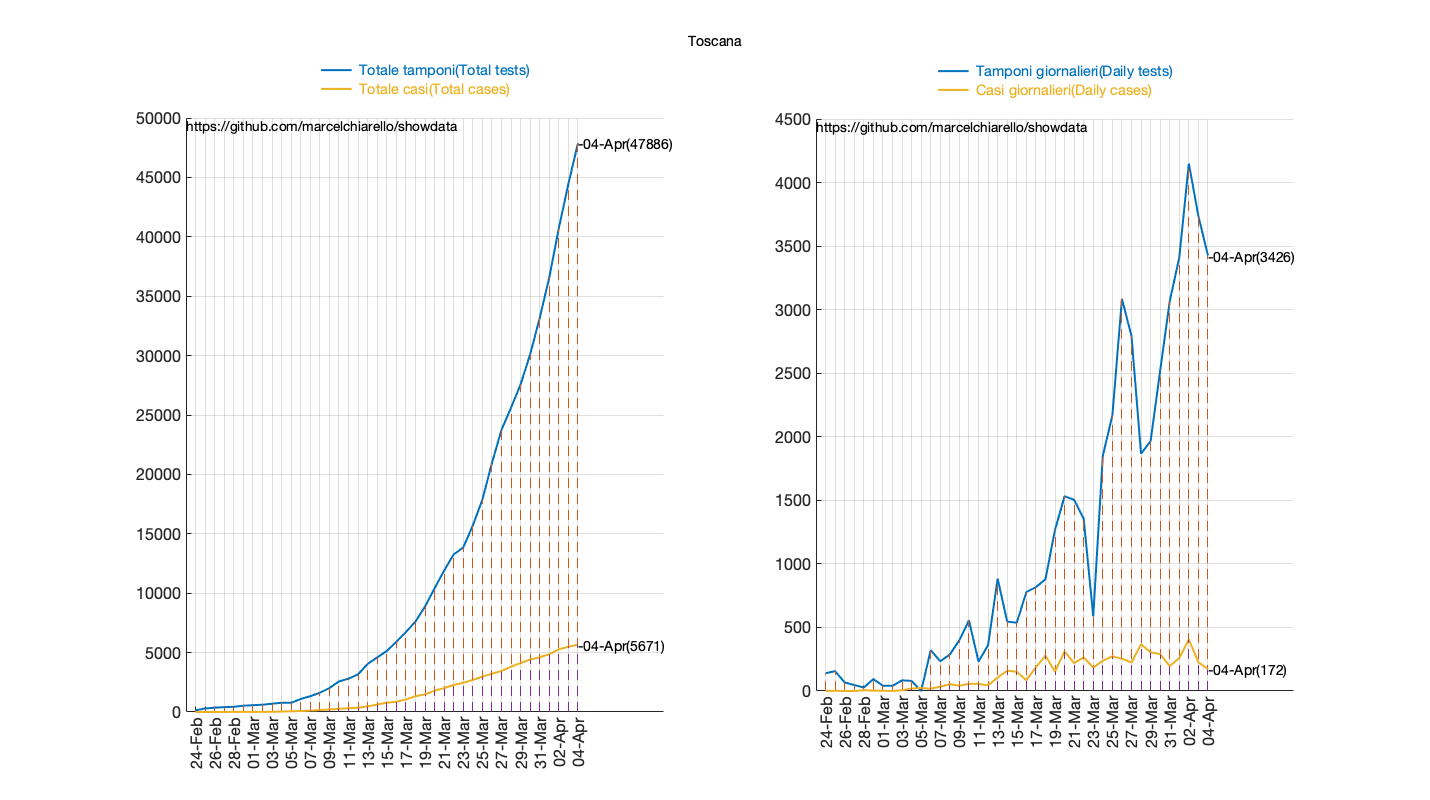 Toscana
Totale tamponi(Total tests)
Totale casi(Total cases)
50000
https://github.com/marcelchiarello/showdata
04-Apr(47886)
45000
40000
35000
30000
25000
20000
15000
10000
5000
04-Apr(5671)
0
24-Feb
26-Feb
28-Feb
01-Mar
03-Mar
05-Mar
07-Mar
09-Mar
11-Mar
13-Mar
15-Mar
17-Mar
19-Mar
21-Mar
23-Mar
25-Mar
27-Mar
29-Mar
31-Mar
02-Apr
04-Apr
Tamponi giornalieri(Daily tests)
Casi giornalieri(Daily cases)
4500
https://github.com/marcelchiarello/showdata
4000
3500
04-Apr(3426)
3000
2500
2000
1500
1000
500
04-Apr(172)
0
24-Feb
26-Feb
28-Feb
01-Mar
03-Mar
05-Mar
07-Mar
09-Mar
11-Mar
13-Mar
15-Mar
17-Mar
19-Mar
21-Mar
23-Mar
25-Mar
27-Mar
29-Mar
31-Mar
02-Apr
04-Apr